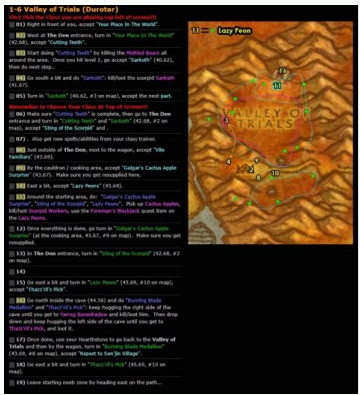 1-6 Valley of Trials (Durotar)
First Pick the Class you are playing top left of screen!!!
01) Right in front of you, accept "Your Place In The World".
02) West at The Den entrance, turn in "Your Place In The World"
(42.68), accept "Cutting Teeth".
03) Start doing "Cutting Teeth" by killing the Mottled Boars all
around the area. Once you hit level 2, go accept "Sarkoth" (40.62),
then do next step..
04) Go south a bit and do "Sarkoth": kill/loot the scorpid Sarkoth
(41.67).
05) Turn in "Sarkoth" (40.62, #3 on map), accept the next part.
Remember to Choose Your Class At Top of Screen!!!
06) Make sure "Cutting Teeth" is complete, then go to The Den
entrance and turn in "Cutting Teeth" and "Sarkoth" (42.68, #2 on
map), accept "Sting of the Scorpid" and .
07) . Also get new spells/abilities from your class trainer.
08) Just outside of The Den, next to the wagon, accept "Vile
Familiars" (43.69).
09) By the cauldron / cooking area, accept "Galgar's Cactus Apple
Surprise" (43.67). Make sure you get resupplied here.
10) East a bit, accept "Lazy Peons" (45.69).
11) Around the starting area, do: "Galgar's Cactus Apple
Surprise", "Sting of the Scorpid", "Lazy Peons". Pick up Cactus Apples,
kill/loot Scorpid Workers, use the Foreman's Blackjack quest item on
the Lazy Peons.
12) Once everything is done, go turn in "Galgar's Cactus Apple
Surprise" (at the cooking area, 43.67, #9 on map). Make sure you get
resupplied.
13) In The Den entrance, turn in "Sting of the Scorpid" (42.68, #2
on map).
14)
15) Go east a bit and turn in "Lazy Peons" (45.69, #10 on map),
accept "Thazz'ril's Pick".
16) Go north inside the cave (44.56) and do "Burning Blade
Medallion" and "Thazz'ril's Pick": keep hugging the right side of the
cave until you get to Yarrog Baneshadow and kill/loot him. Then drop
down and keep hugging the left side of the cave until you get to
Thazz'ril's Pick, and loot it.
17) Once done, use your Hearthstone to go back to the Valley of
Trials and then by the wagon, turn in "Burning Blade Medallion"
(43.69, #8 on map), accept "Report to Sen'jin Village".
18) Go east a bit and turn in "Thazz'ril's Pick" (45.69, #10 on
map).
19) Leave starting noob zone by heading east on the path...
11 = Lazy Peon
16
11
VALLEY OF
TRIALS
3
4
9
2
8
10